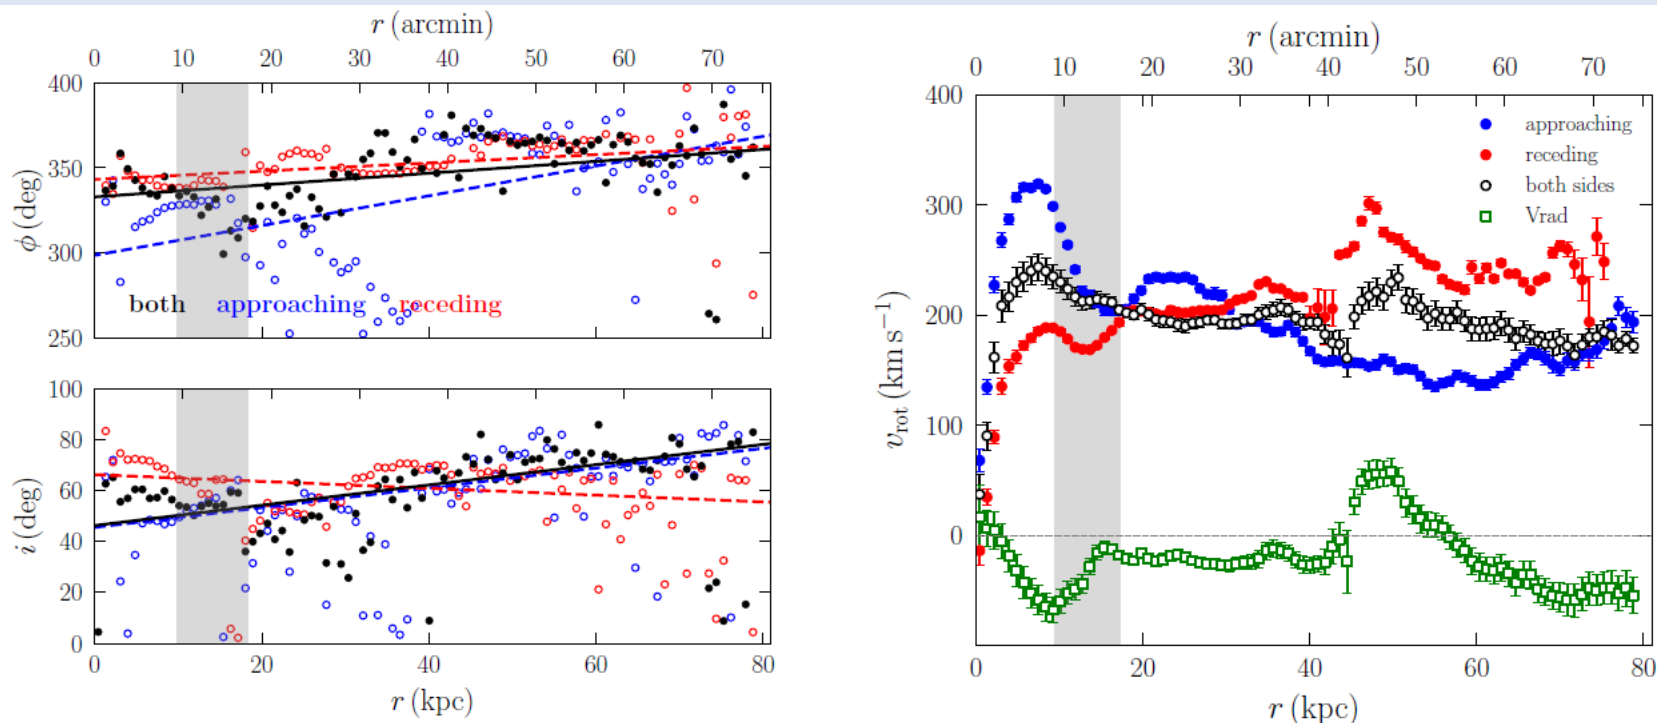 r (arcmin)
0 10 20 30 40 50 60 70
400
350
300
250
ϕ (deg)
both approaching receding
100
80
60
40
20
0
i (deg)
0 20 40 60 80
r (kpc)
r (arcmin)
0 10 20 30 40 50 60 70
400
300
200
100
0
v_rot (km s⁻¹)
approaching
receding
both sides
Vrad
0 20 40 60 80
r (kpc)